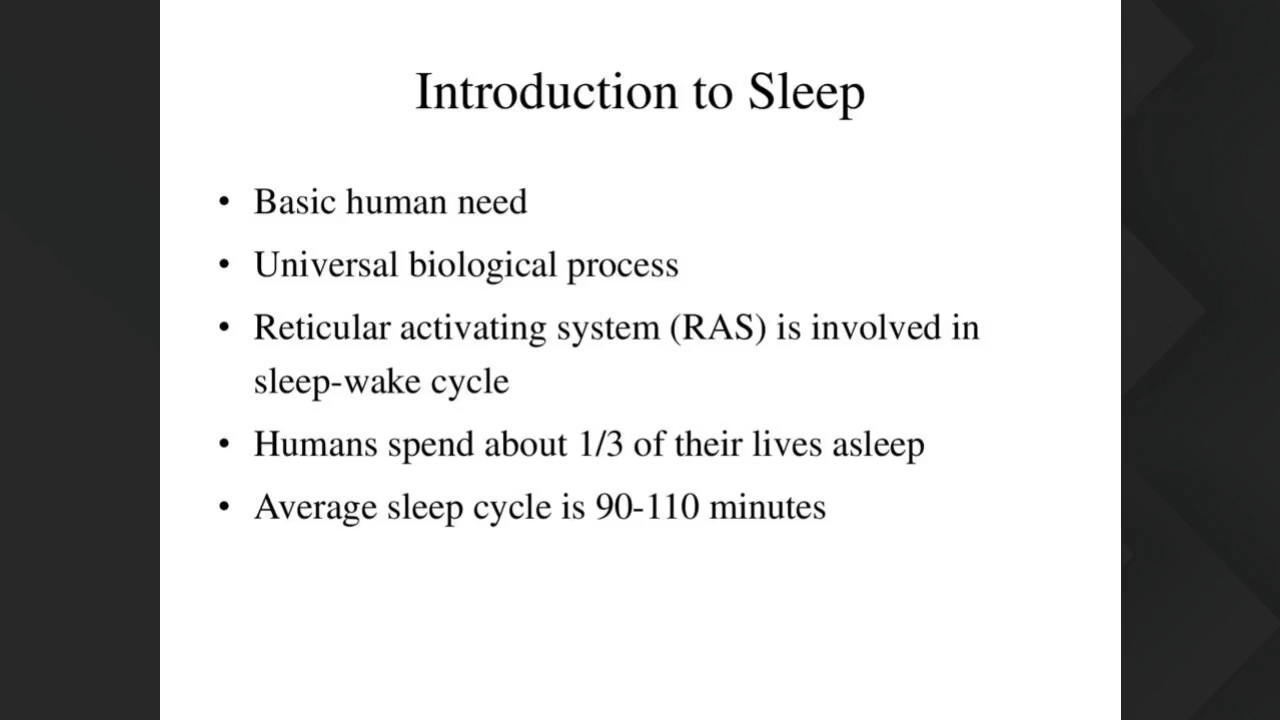 Introduction to Sleep
• Basic human need
• Universal biological process
• Reticular activating system (RAS) is involved in
sleep-wake cycle
• Humans spend about 1/3 of their lives asleep
• Average sleep cycle is 90-110 minutes